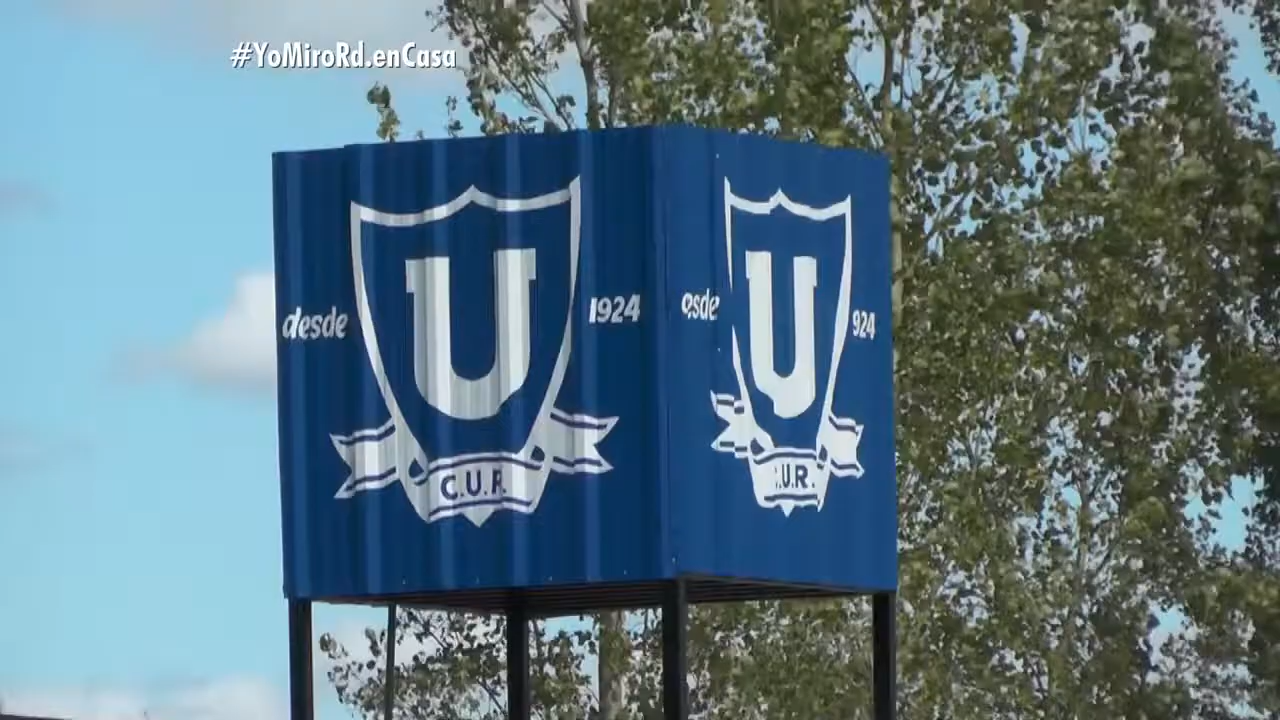 #YoMiroRd.enCasa
U
desde
1924
C.U.R.
U
esde
924
.U.R.